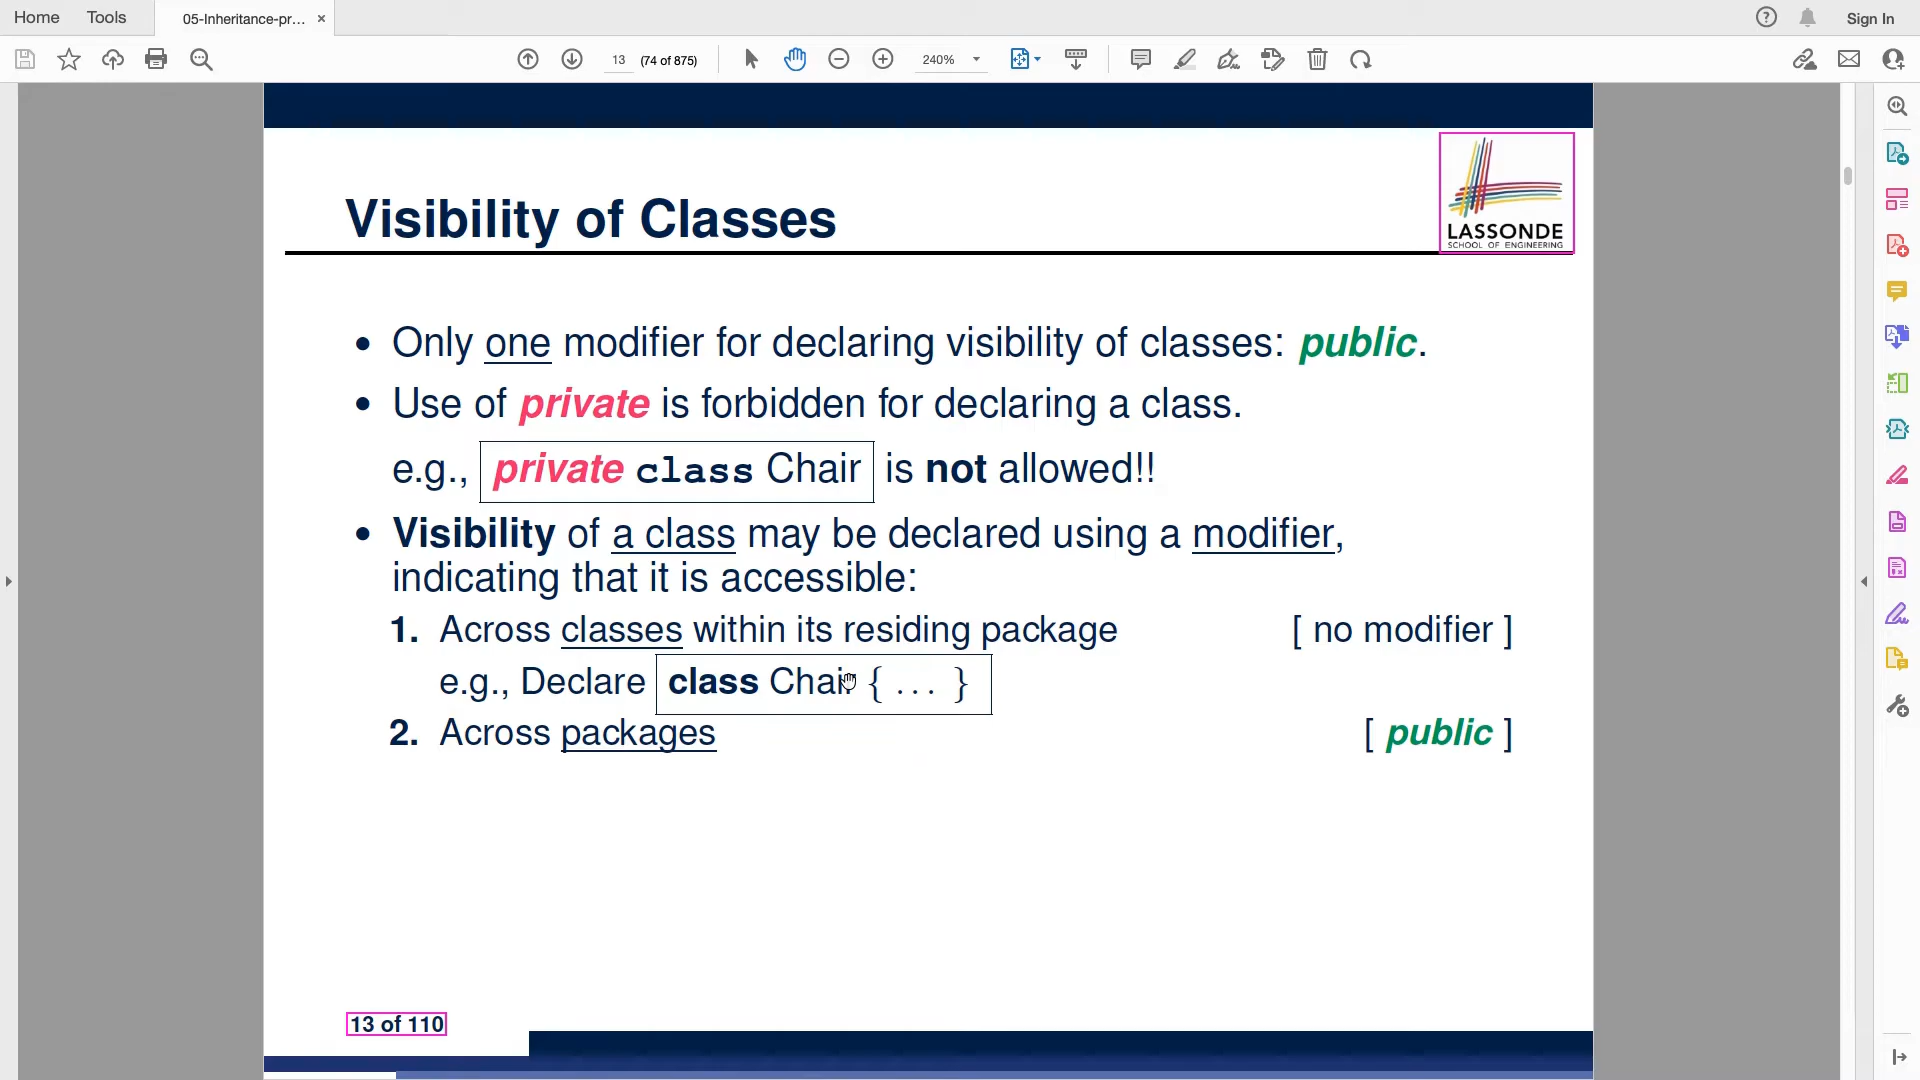 Home Tools 05-Inheritance-pr... × Sign In
13 (74 of 875) 240%
LASSONDE
SCHOOL OF ENGINEERING
Visibility of Classes
• Only one modifier for declaring visibility of classes: public.
• Use of private is forbidden for declaring a class.
e.g., private class Chair is not allowed!!
• Visibility of a class may be declared using a modifier,
indicating that it is accessible:
1. Across classes within its residing package [ no modifier ]
e.g., Declare class Chair { ... }
2. Across packages [ public ]
13 of 110